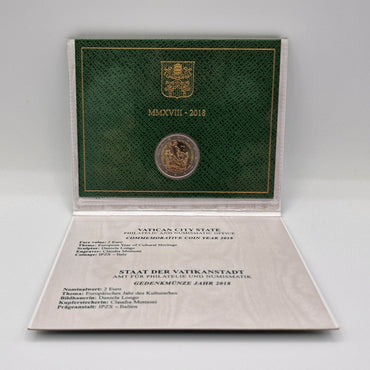 MMXVIII · 2018
VATICAN CITY STATE
PHILATELIC AND NUMISMATIC OFFICE
COMMEMORATIVE COIN YEAR 2018
Face value: 2 Euro
Theme: European Year of Cultural Heritage
Sculptor: Daniela Longo
Engraver: Claudia Momoni
Coinage: IPZS - Italy
STAAT DER VATIKANSTADT
AMT FÜR PHILATELIE UND NUMISMATIK
GEDENKMÜNZE JAHR 2018
Nominalwert: 2 Euro
Thema: Europäisches Jahr des Kulturerbes
Bildhauerin: Daniela Longo
Kupferstecherin: Claudia Momoni
Prägeanstalt: IPZS - Italien